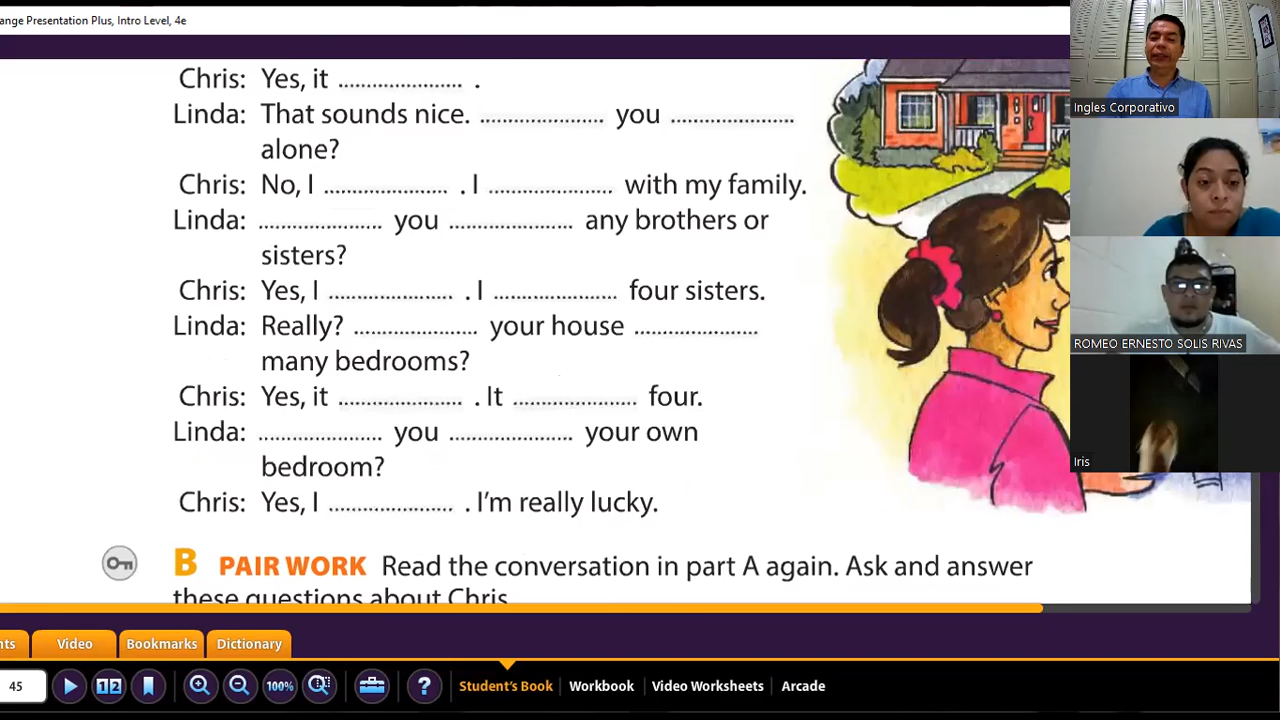 ange Presentation Plus, Intro Level, 4e
Chris: Yes, it ........................ .
Linda: That sounds nice. ........................ you ........................
alone?
Chris: No, I ........................ . I ........................ with my family.
Linda: ........................ you ........................ any brothers or
sisters?
Chris: Yes, I ........................ . I ........................ four sisters.
Linda: Really? ........................ your house ........................
many bedrooms?
Chris: Yes, it ........................ . It ........................ four.
Linda: ........................ you ........................ your own
bedroom?
Chris: Yes, I ........................ . I'm really lucky.
B PAIR WORK Read the conversation in part A again. Ask and answer
these questions about Chris
Ingles Corporativo
ROMEO ERNESTO SOLIS RIVAS
Iris
nts Video Bookmarks Dictionary
45 1 2 100% ? Student's Book Workbook Video Worksheets Arcade